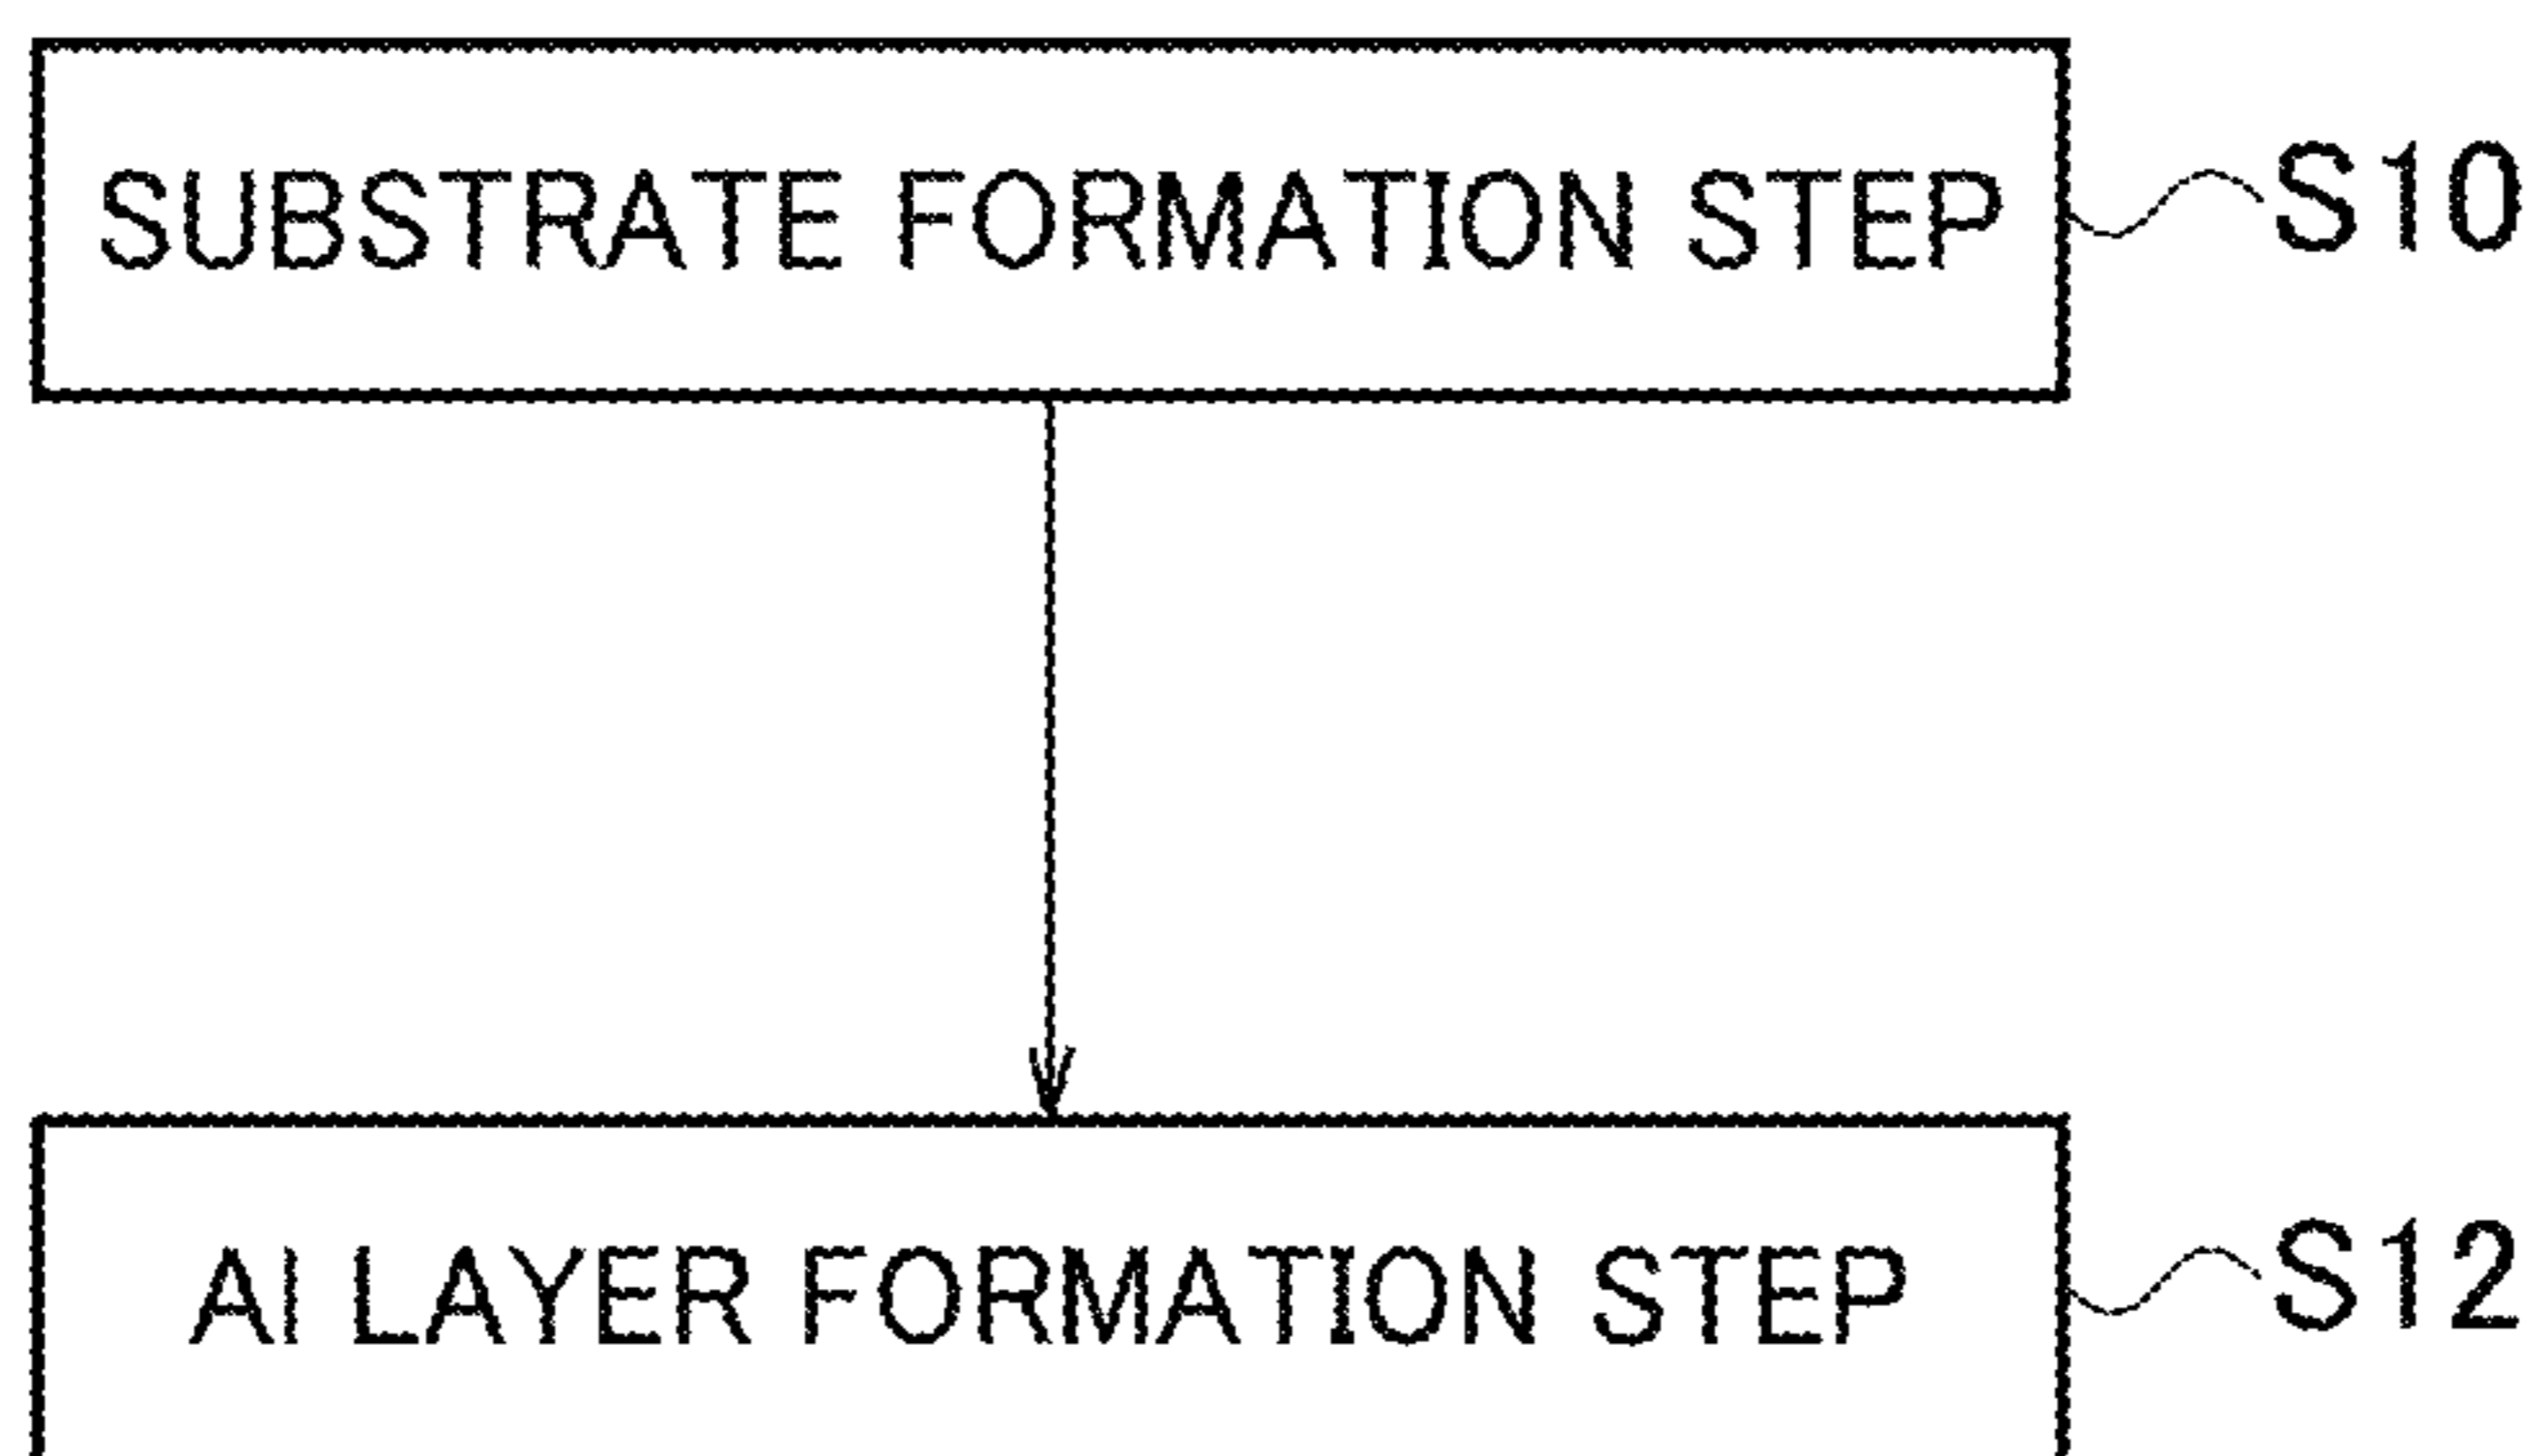 SUBSTRATE FORMATION STEP
S10
Al LAYER FORMATION STEP
S12